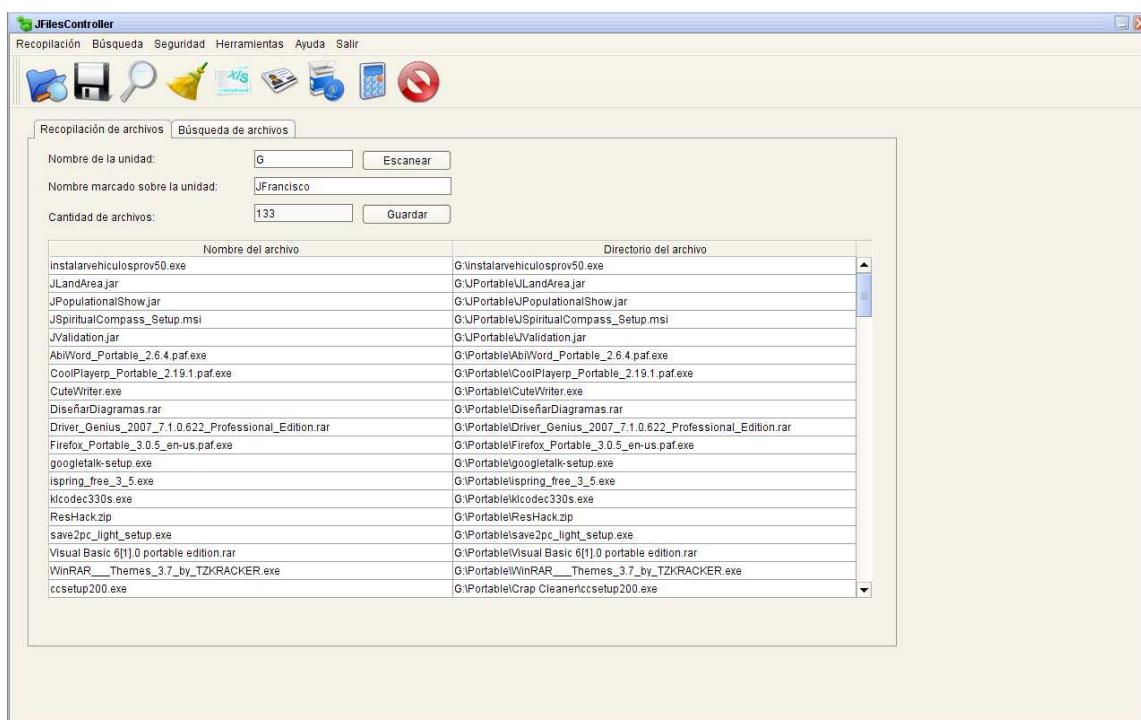 JFilesController
Recopilación Búsqueda Seguridad Herramientas Ayuda Salir
xls
Recopilación de archivos Búsqueda de archivos
Nombre de la unidad: G Escanear
Nombre marcado sobre la unidad: JFrancisco
Cantidad de archivos: 133 Guardar
Nombre del archivo Directorio del archivo
instalarvehiculosprov50.exe G:\instalarvehiculosprov50.exe
JLandArea.jar G:\JPortable\JLandArea.jar
JPopulationalShow.jar G:\JPortable\JPopulationalShow.jar
JSpiritualCompass_Setup.msi G:\JPortable\JSpiritualCompass_Setup.msi
JValidation.jar G:\JPortable\JValidation.jar
AbiWord_Portable_2.6.4.paf.exe G:\Portable\AbiWord_Portable_2.6.4.paf.exe
CoolPlayerp_Portable_2.19.1.paf.exe G:\Portable\CoolPlayerp_Portable_2.19.1.paf.exe
CuteWriter.exe G:\Portable\CuteWriter.exe
DiseñarDiagramas.rar G:\Portable\DiseñarDiagramas.rar
Driver_Genius_2007_7.1.0.622_Professional_Edition.rar G:\Portable\Driver_Genius_2007_7.1.0.622_Professional_Edition.rar
Firefox_Portable_3.0.5_en-us.paf.exe G:\Portable\Firefox_Portable_3.0.5_en-us.paf.exe
googletalk-setup.exe G:\Portable\googletalk-setup.exe
ispring_free_3_5.exe G:\Portable\ispring_free_3_5.exe
klcodec330s.exe G:\Portable\klcodec330s.exe
ResHack.zip G:\Portable\ResHack.zip
save2pc_light_setup.exe G:\Portable\save2pc_light_setup.exe
Visual Basic 6[1].0 portable edition.rar G:\Portable\Visual Basic 6[1].0 portable edition.rar
WinRAR___Themes_3.7_by_TZKRACKER.exe G:\Portable\WinRAR___Themes_3.7_by_TZKRACKER.exe
ccsetup200.exe G:\Portable\Crap Cleaner\ccsetup200.exe